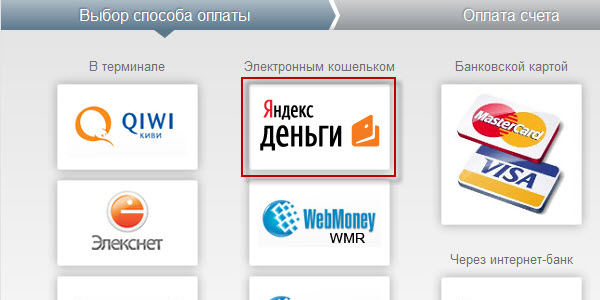 Выбор способа оплаты
Оплата счета
В терминале
Электронным кошельком
Банковской картой
QIWI
КИВИ
Яндекс
деньги
MasterCard
VISA
Элекснет
WebMoney
WMR
Через интернет-банк